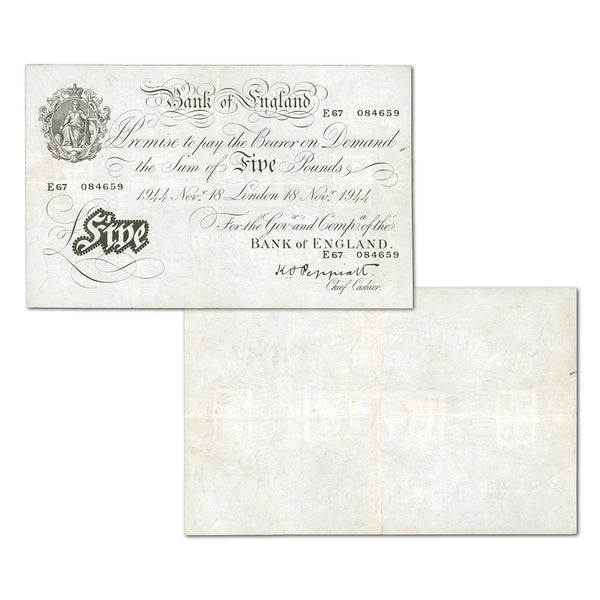 Bank of England
E67 084659
I Promise to pay the Bearer on Demand
the Sum of Five Pounds
E67 084659
1944 Nov.r 18 London 18 Nov.r 1944
For the Gov.r and Comp.a of the
BANK of ENGLAND.
E67 084659
£Five
K O Peppiatt.
Chief Cashier.